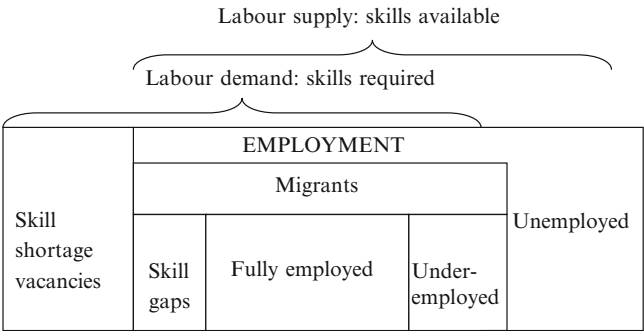 Labour supply: skills available
Labour demand: skills required
EMPLOYMENT
Migrants
Skill
shortage
vacancies
Skill
gaps
Fully employed
Under-
employed
Unemployed